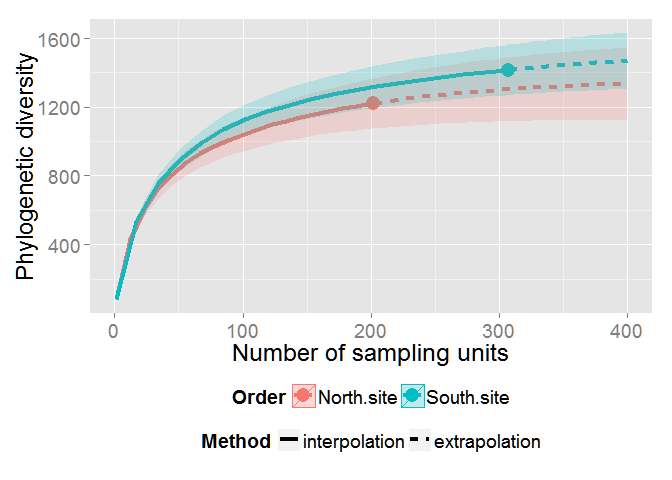 1600
1200
800
400
Phylogenetic diversity
0 100 200 300 400
Number of sampling units
Order North.site South.site
Method interpolation extrapolation